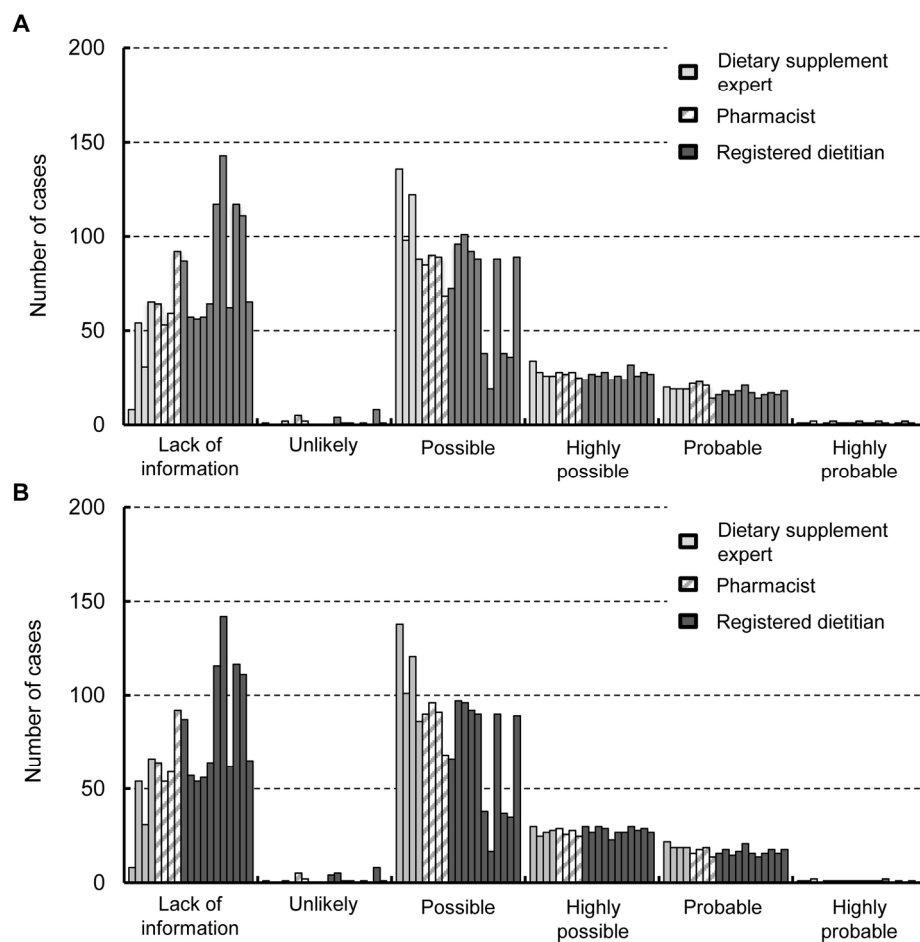 A
200
150
100
50
0
Number of cases
Dietary supplement
expert
Pharmacist
Registered dietitian
Lack of
information
Unlikely
Possible
Highly
possible
Probable
Highly
probable
B
200
150
100
50
0
Number of cases
Dietary supplement
expert
Pharmacist
Registered dietitian
Lack of
information
Unlikely
Possible
Highly
possible
Probable
Highly
probable